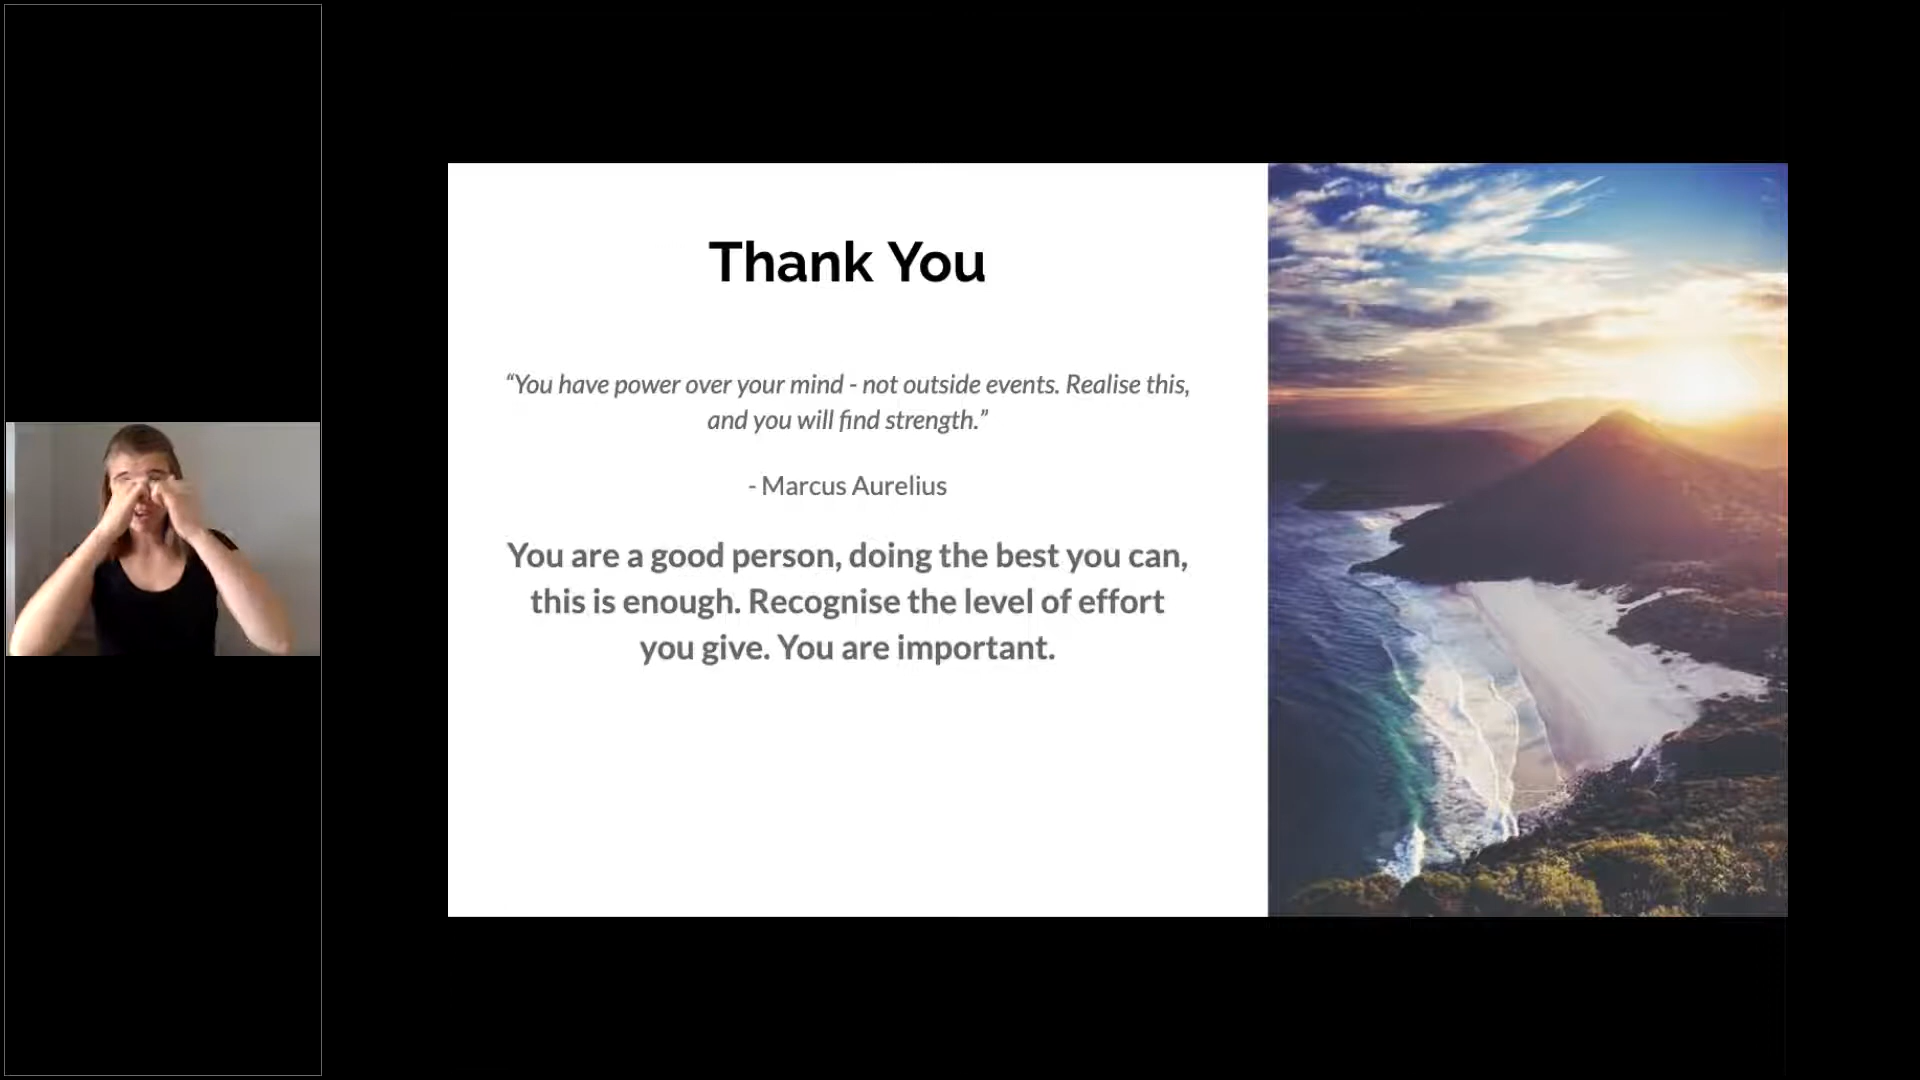 Thank You
“You have power over your mind - not outside events. Realise this,
and you will find strength.”
- Marcus Aurelius
You are a good person, doing the best you can,
this is enough. Recognise the level of effort
you give. You are important.